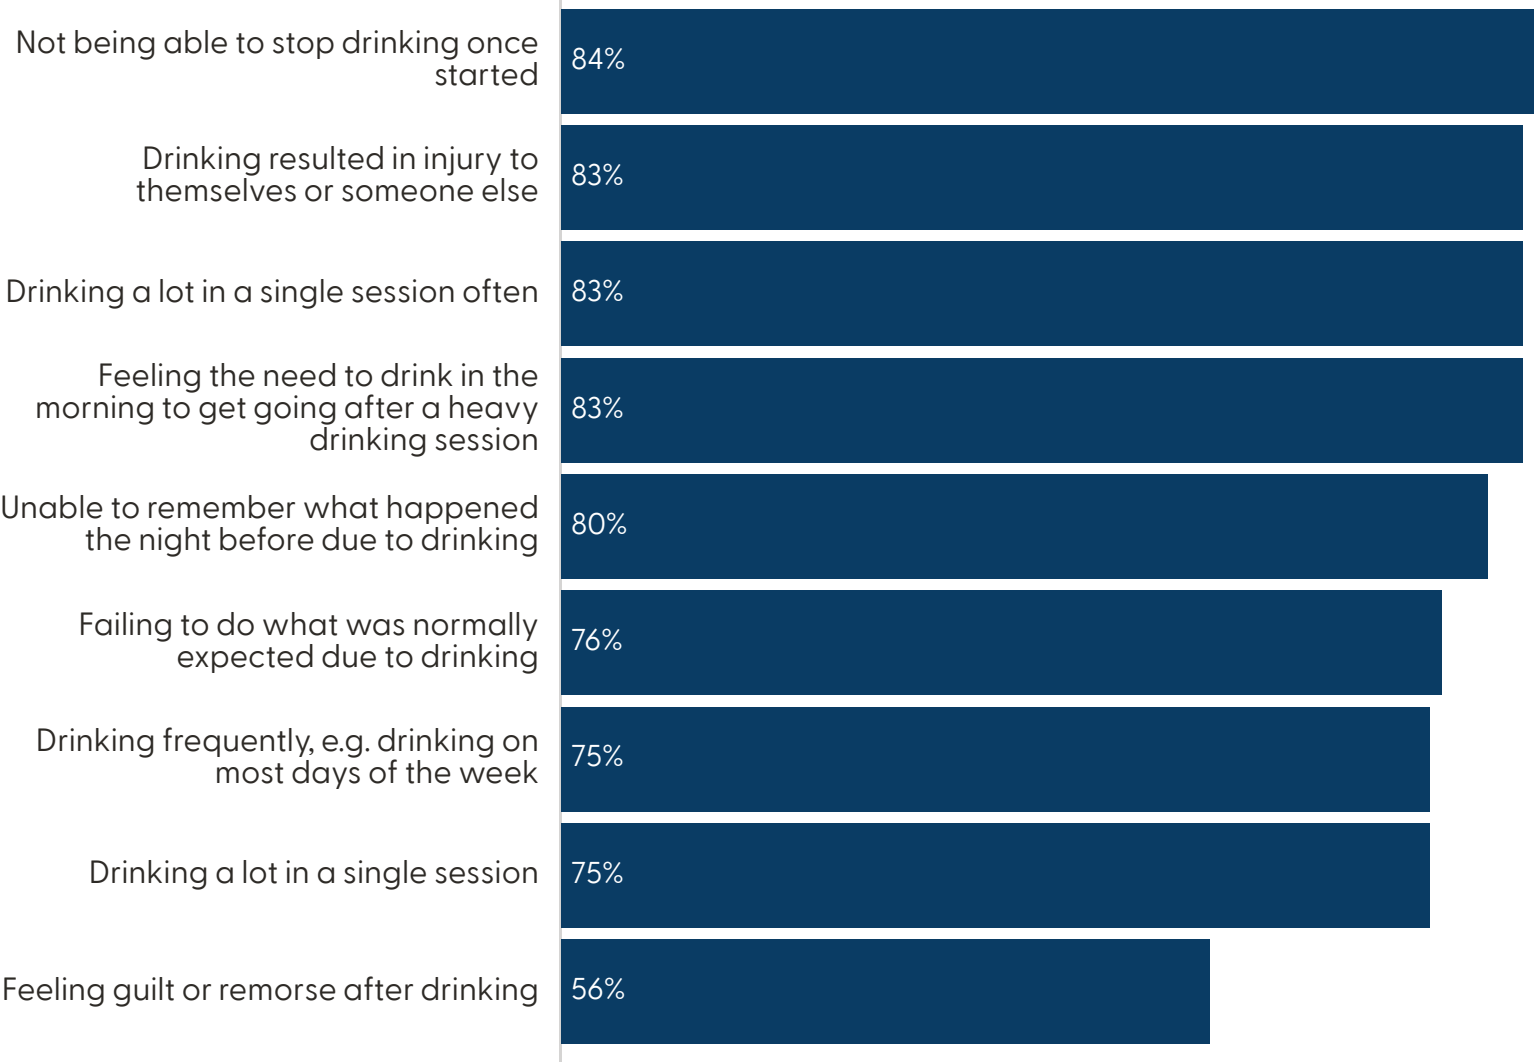 Not being able to stop drinking once
started
84%
Drinking resulted in injury to
themselves or someone else
83%
Drinking a lot in a single session often
83%
Feeling the need to drink in the
morning to get going after a heavy
drinking session
83%
Unable to remember what happened
the night before due to drinking
80%
Failing to do what was normally
expected due to drinking
76%
Drinking frequently, e.g. drinking on
most days of the week
75%
Drinking a lot in a single session
75%
Feeling guilt or remorse after drinking
56%